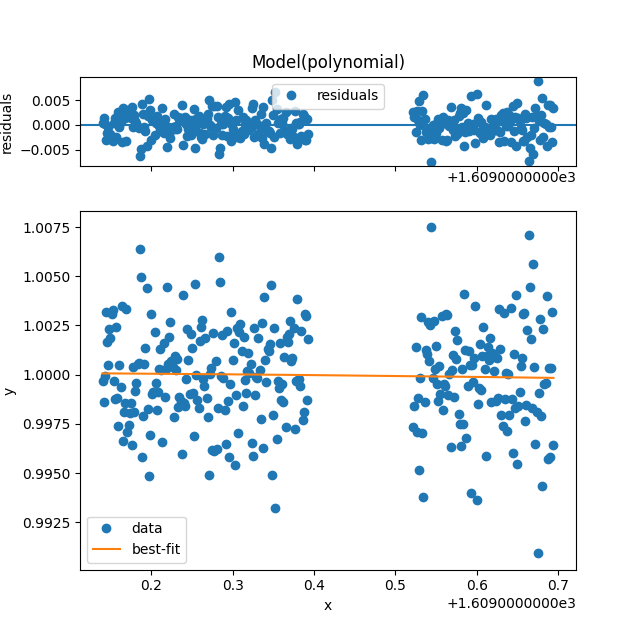 Model(polynomial)
residuals
0.005
0.000
−0.005
residuals
+1.6090000000e3
y
1.0075
1.0050
1.0025
1.0000
0.9975
0.9950
0.9925
data
best-fit
0.2 0.3 0.4 0.5 0.6 0.7
x
+1.6090000000e3